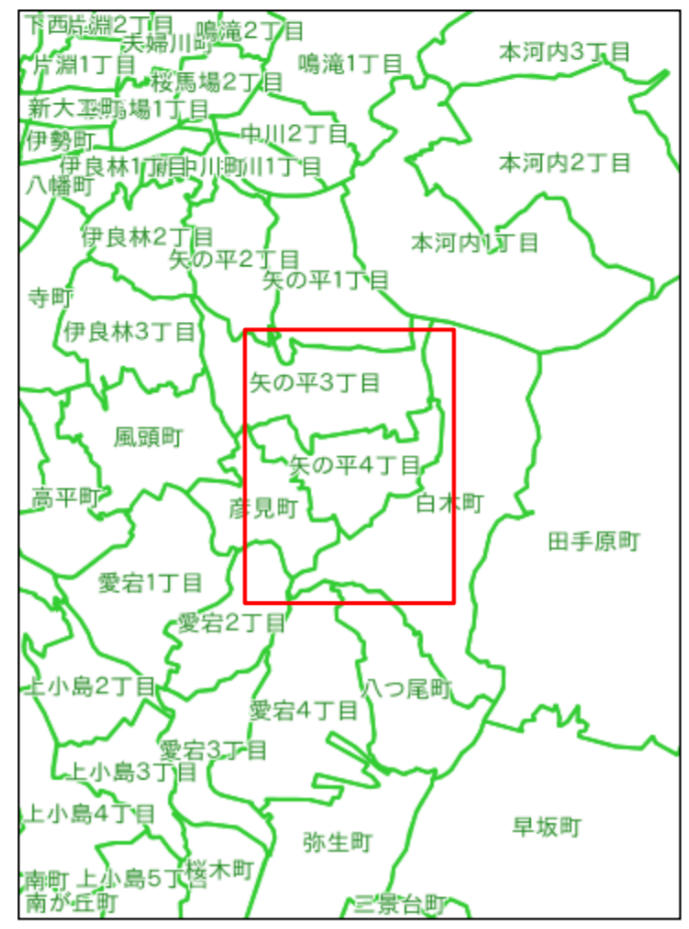 下西
片淵2丁目
鳴滝2丁目
夫婦川町
本河内3丁目
片淵1丁目
鳴滝1丁目
桜馬場2丁目
新大工町
馬場1丁目
中川2丁目
伊勢町
本河内2丁目
伊良林1丁目
中川町
川1丁目
八幡町
伊良林2丁目
本河内1丁目
矢の平2丁目
矢の平1丁目
寺町
伊良林3丁目
矢の平3丁目
風頭町
矢の平4丁目
高平町
彦見町
白木町
田手原町
愛宕1丁目
愛宕2丁目
上小島2丁目
八つ尾町
愛宕4丁目
愛宕3丁目
上小島3丁目
上小島4丁目
早坂町
弥生町
桜木町
南町
上小島5丁目
南が丘町
三景台町